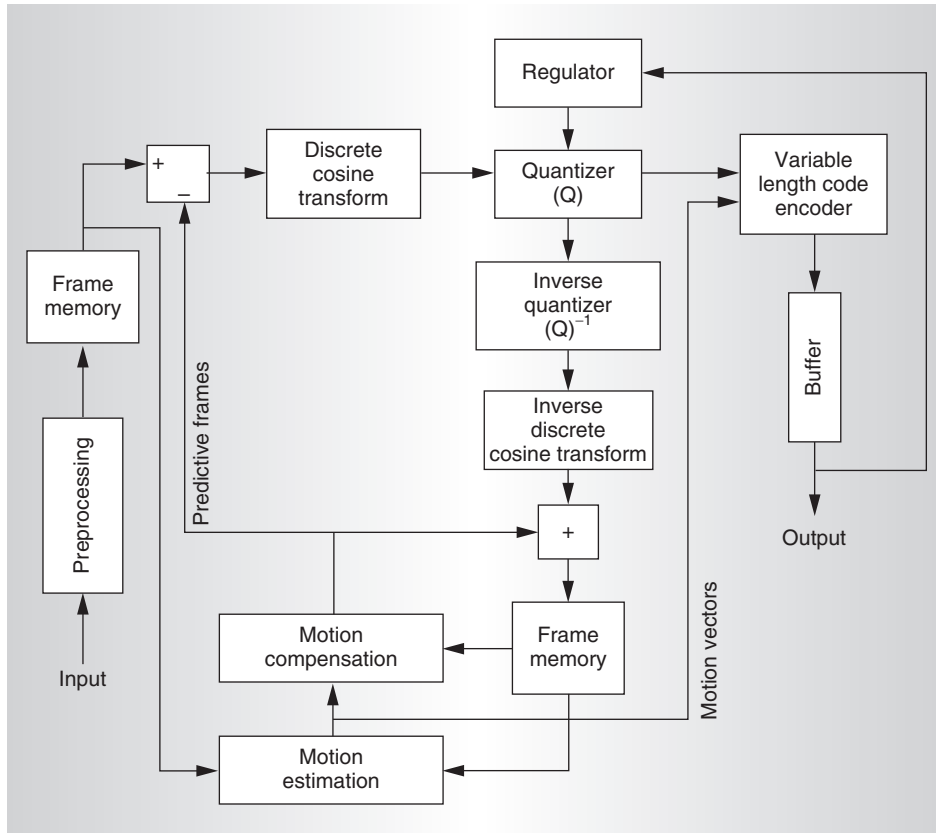 Regulator
+
−
Discrete
cosine
transform
Quantizer
(Q)
Variable
length code
encoder
Frame
memory
Inverse
quantizer
(Q)−1
Buffer
Predictive frames
Inverse
discrete
cosine transform
Preprocessing
+
Output
Motion
compensation
Frame
memory
Motion vectors
Input
Motion
estimation